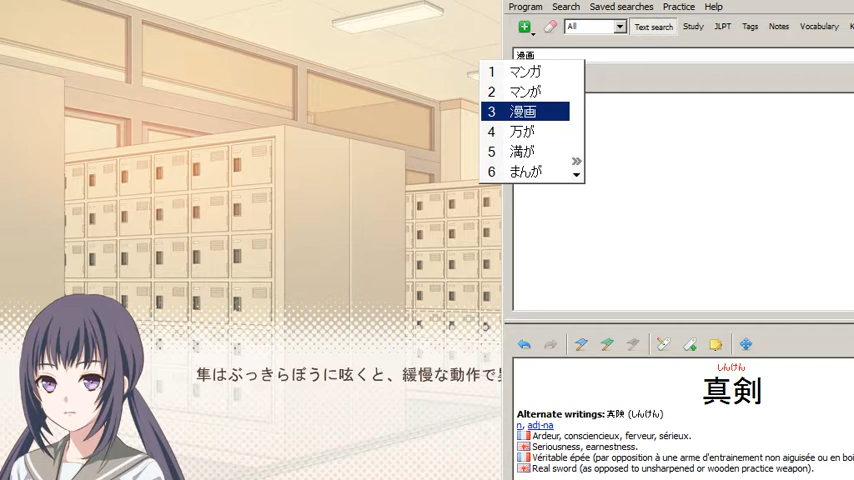 Program Search Saved searches Practice Help
All Text search Study JLPT Tags Notes Vocabulary
漫画
1 マンガ
2 マンが
3 漫画
4 万が
5 満が
6 まんが
隼はぶっきらぼうに呟くと、緩慢な動作で
しんけん
真剣
Alternate writings: 真険 (しんけん)
n, adj-na
Ardeur, consciencieux, ferveur, sérieux.
Seriousness, earnestness.
Véritable épée (par opposition à une arme d'entrainement non aiguisée ou en boi
Real sword (as opposed to unsharpened or wooden practice weapon).